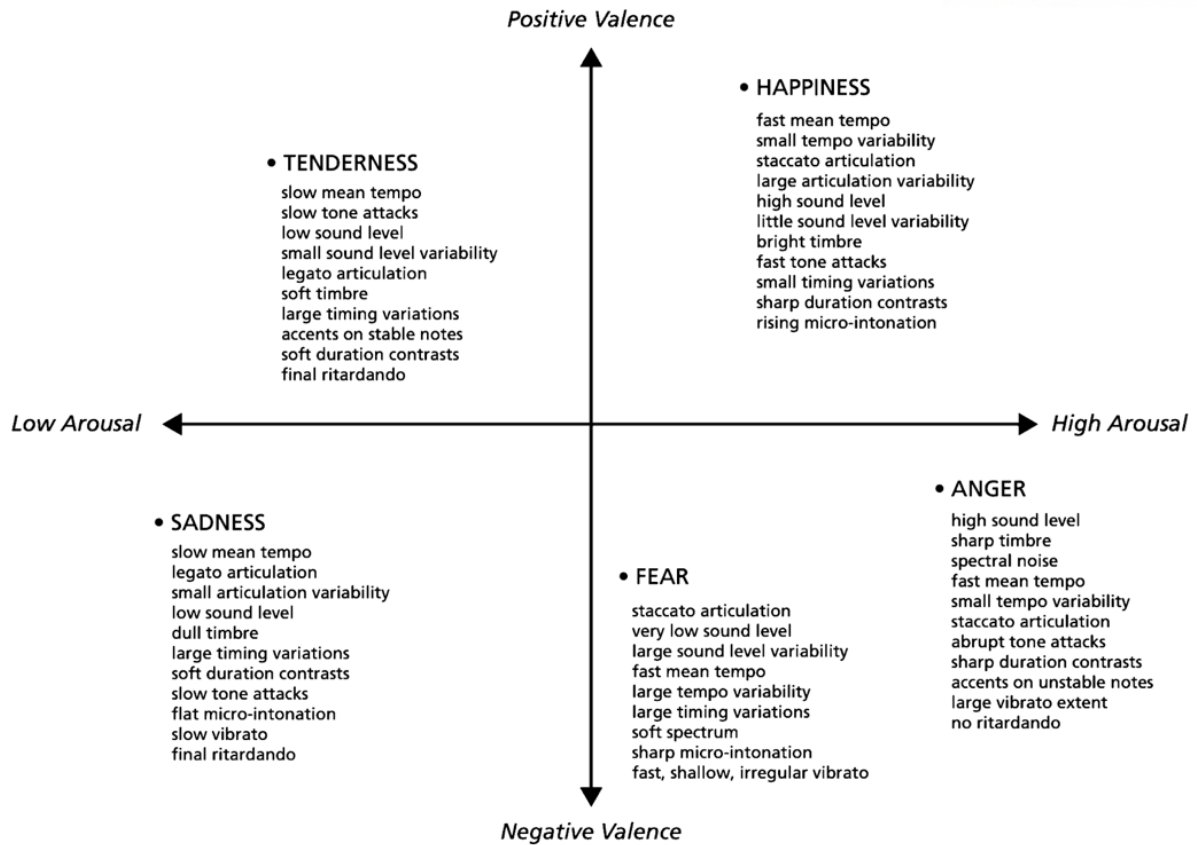 Positive Valence
• HAPPINESS
fast mean tempo
small tempo variability
staccato articulation
large articulation variability
high sound level
little sound level variability
bright timbre
fast tone attacks
small timing variations
sharp duration contrasts
rising micro-intonation
• TENDERNESS
slow mean tempo
slow tone attacks
low sound level
small sound level variability
legato articulation
soft timbre
large timing variations
accents on stable notes
soft duration contrasts
final ritardando
Low Arousal
High Arousal
• SADNESS
slow mean tempo
legato articulation
small articulation variability
low sound level
dull timbre
large timing variations
soft duration contrasts
slow tone attacks
flat micro-intonation
slow vibrato
final ritardando
• FEAR
staccato articulation
very low sound level
large sound level variability
fast mean tempo
large tempo variability
large timing variations
soft spectrum
sharp micro-intonation
fast, shallow, irregular vibrato
• ANGER
high sound level
sharp timbre
spectral noise
fast mean tempo
small tempo variability
staccato articulation
abrupt tone attacks
sharp duration contrasts
accents on unstable notes
large vibrato extent
no ritardando
Negative Valence